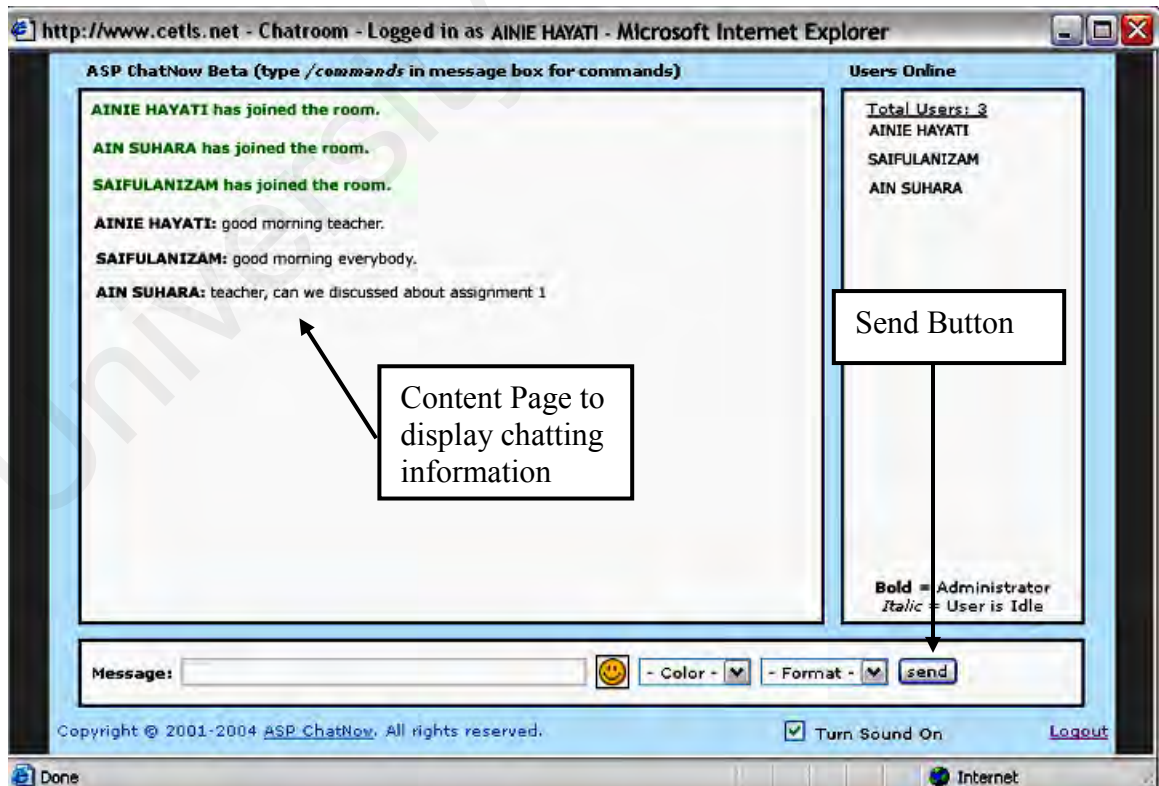 http://www.cetls.net - Chatroom - Logged in as AINIE HAYATI - Microsoft Internet Explorer
ASP ChatNow Beta (type /commands in message box for commands)
Users Online
AINIE HAYATI has joined the room.
AIN SUHARA has joined the room.
SAIFULANIZAM has joined the room.
AINIE HAYATI: good morning teacher.
SAIFULANIZAM: good morning everybody.
AIN SUHARA: teacher, can we discussed about assignment 1
Total Users: 3
AINIE HAYATI
SAIFULANIZAM
AIN SUHARA
Send Button
Content Page to
display chatting
information
Bold = Administrator
Italic = User is Idle
Message:
- Color -
- Format -
send
Copyright © 2001-2004 ASP ChatNow. All rights reserved.
Turn Sound On
Logout
Done
Internet
University